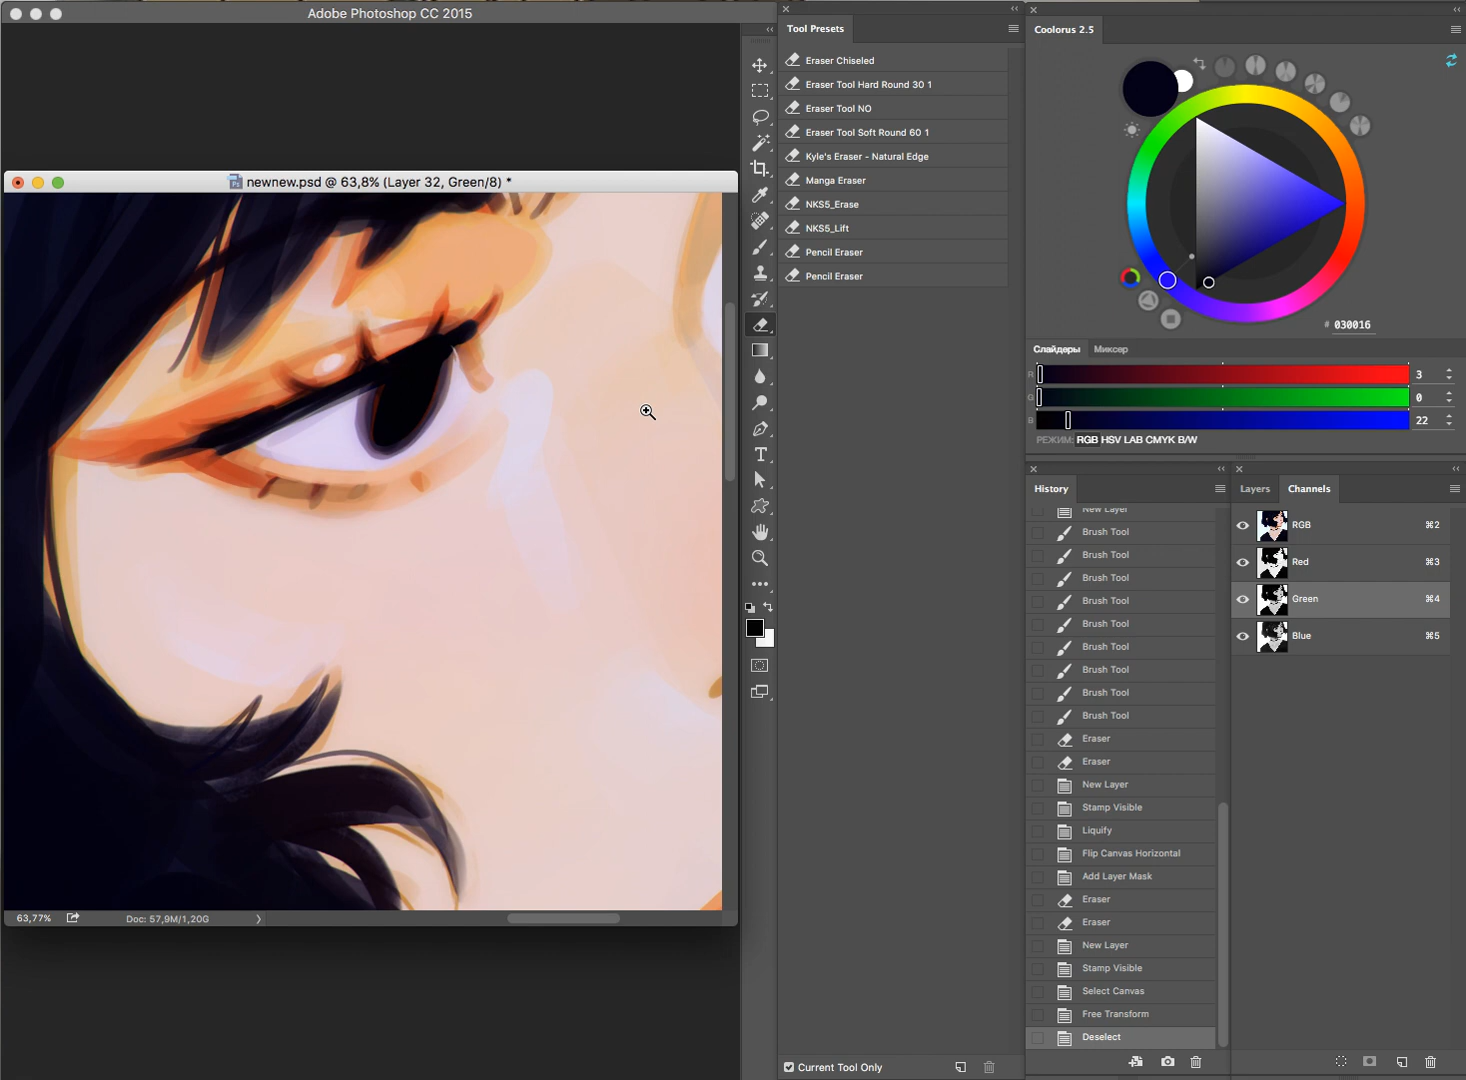 Adobe Photoshop CC 2015
newnew.psd @ 63,8% (Layer 32, Green/8) *
63,77%
Doc: 57,9M/1,20G
Tool Presets
Eraser Chiseled
Eraser Tool Hard Round 30 1
Eraser Tool NO
Eraser Tool Soft Round 60 1
Kyle's Eraser - Natural Edge
Manga Eraser
NKS5_Erase
NKS5_Lift
Pencil Eraser
Pencil Eraser
Current Tool Only
Coolorus 2.5
# 030016
Слайдеры Миксер
R 3
G 0
B 22
РЕЖИМ: RGB HSV LAB CMYK B/W
History
New Layer
Brush Tool
Brush Tool
Brush Tool
Brush Tool
Brush Tool
Brush Tool
Brush Tool
Brush Tool
Brush Tool
Eraser
Eraser
New Layer
Stamp Visible
Liquify
Flip Canvas Horizontal
Add Layer Mask
Eraser
Eraser
New Layer
Stamp Visible
Select Canvas
Free Transform
Deselect
Layers Channels
RGB ⌘2
Red ⌘3
Green ⌘4
Blue ⌘5